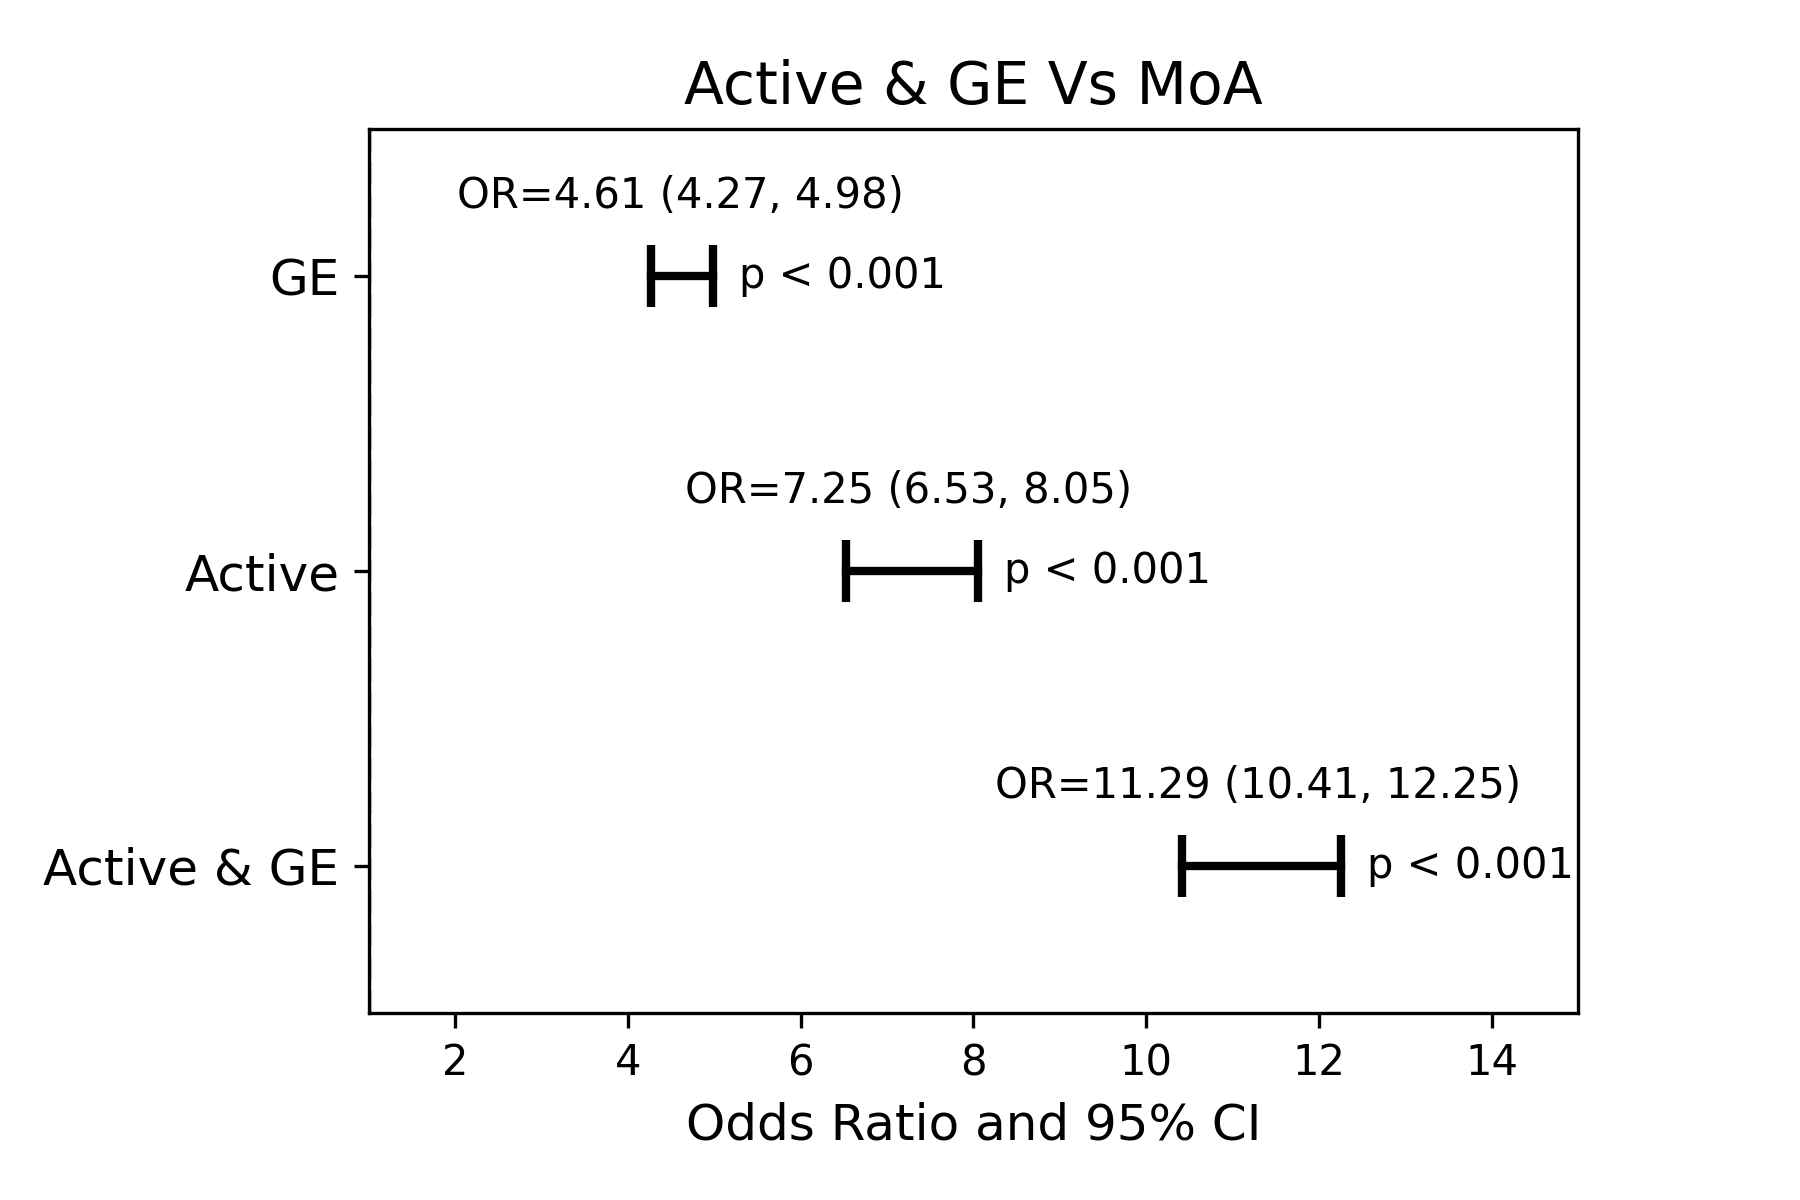 Active & GE Vs MoA
OR=4.61 (4.27, 4.98)
GE
p < 0.001
OR=7.25 (6.53, 8.05)
Active
p < 0.001
OR=11.29 (10.41, 12.25)
Active & GE
p < 0.001
2 4 6 8 10 12 14
Odds Ratio and 95% CI